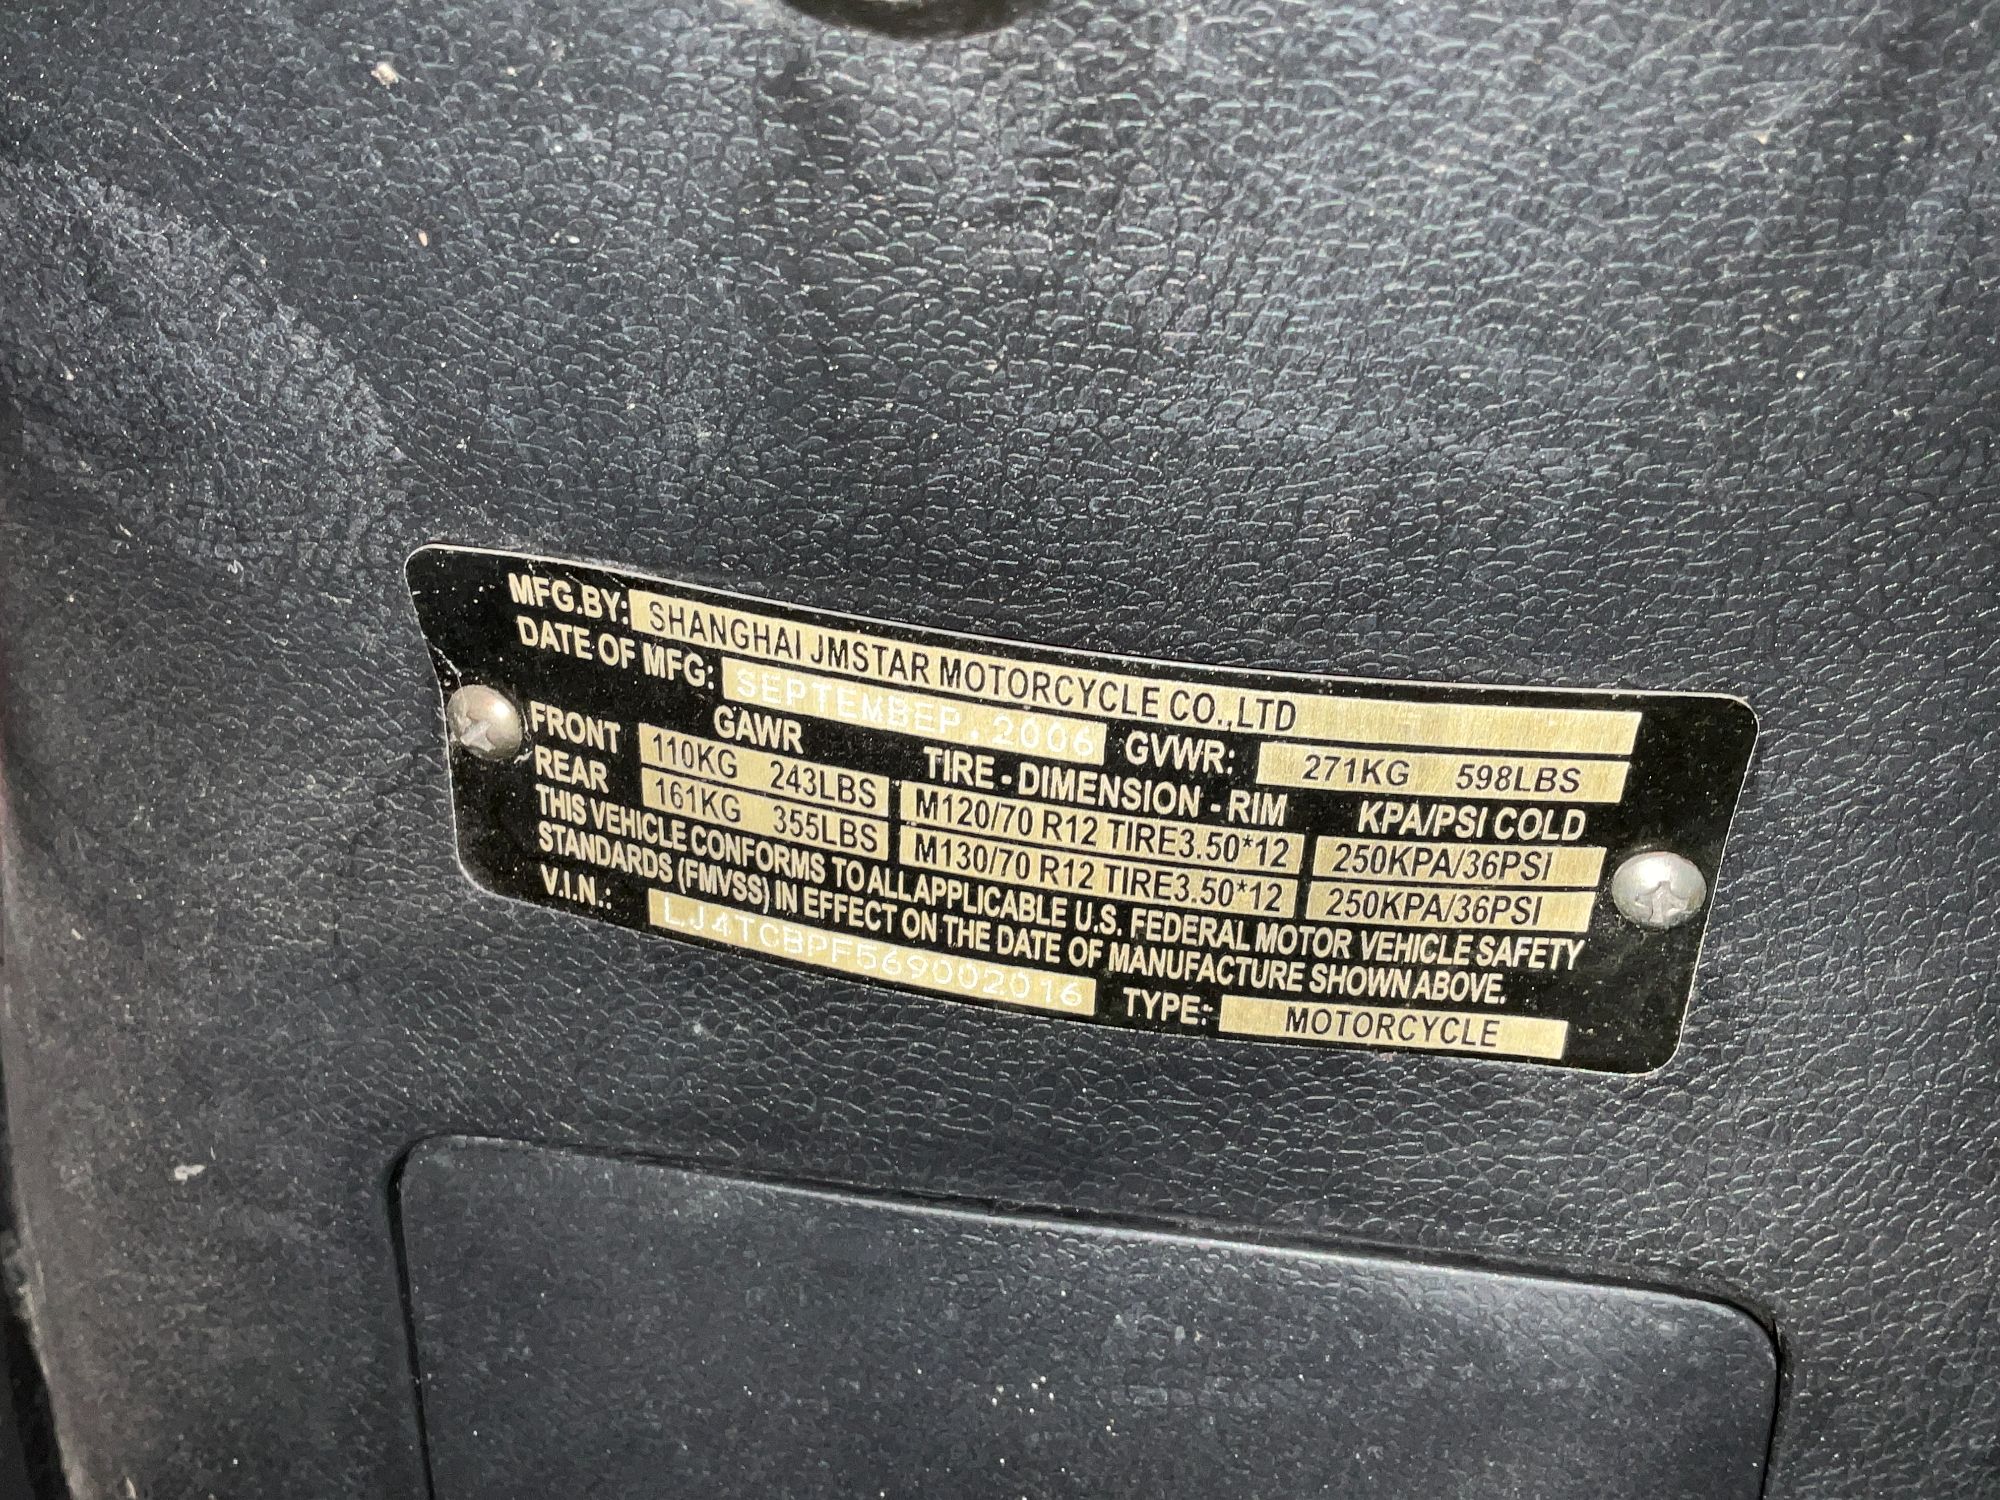 MFG.BY: SHANGHAI JMSTAR MOTORCYCLE CO.,LTD
DATE OF MFG: SEPTEMBEP.2006 GVWR: 271KG 598LBS
GAWR TIRE - DIMENSION - RIM KPA/PSI COLD
FRONT 110KG 243LBS M120/70 R12 TIRE3.50*12 250KPA/36PSI
REAR 161KG 355LBS M130/70 R12 TIRE3.50*12 250KPA/36PSI
THIS VEHICLE CONFORMS TO ALL APPLICABLE U.S. FEDERAL MOTOR VEHICLE SAFETY
STANDARDS (FMVSS) IN EFFECT ON THE DATE OF MANUFACTURE SHOWN ABOVE.
V.I.N.: LJ4TCBPF569002016 TYPE: MOTORCYCLE